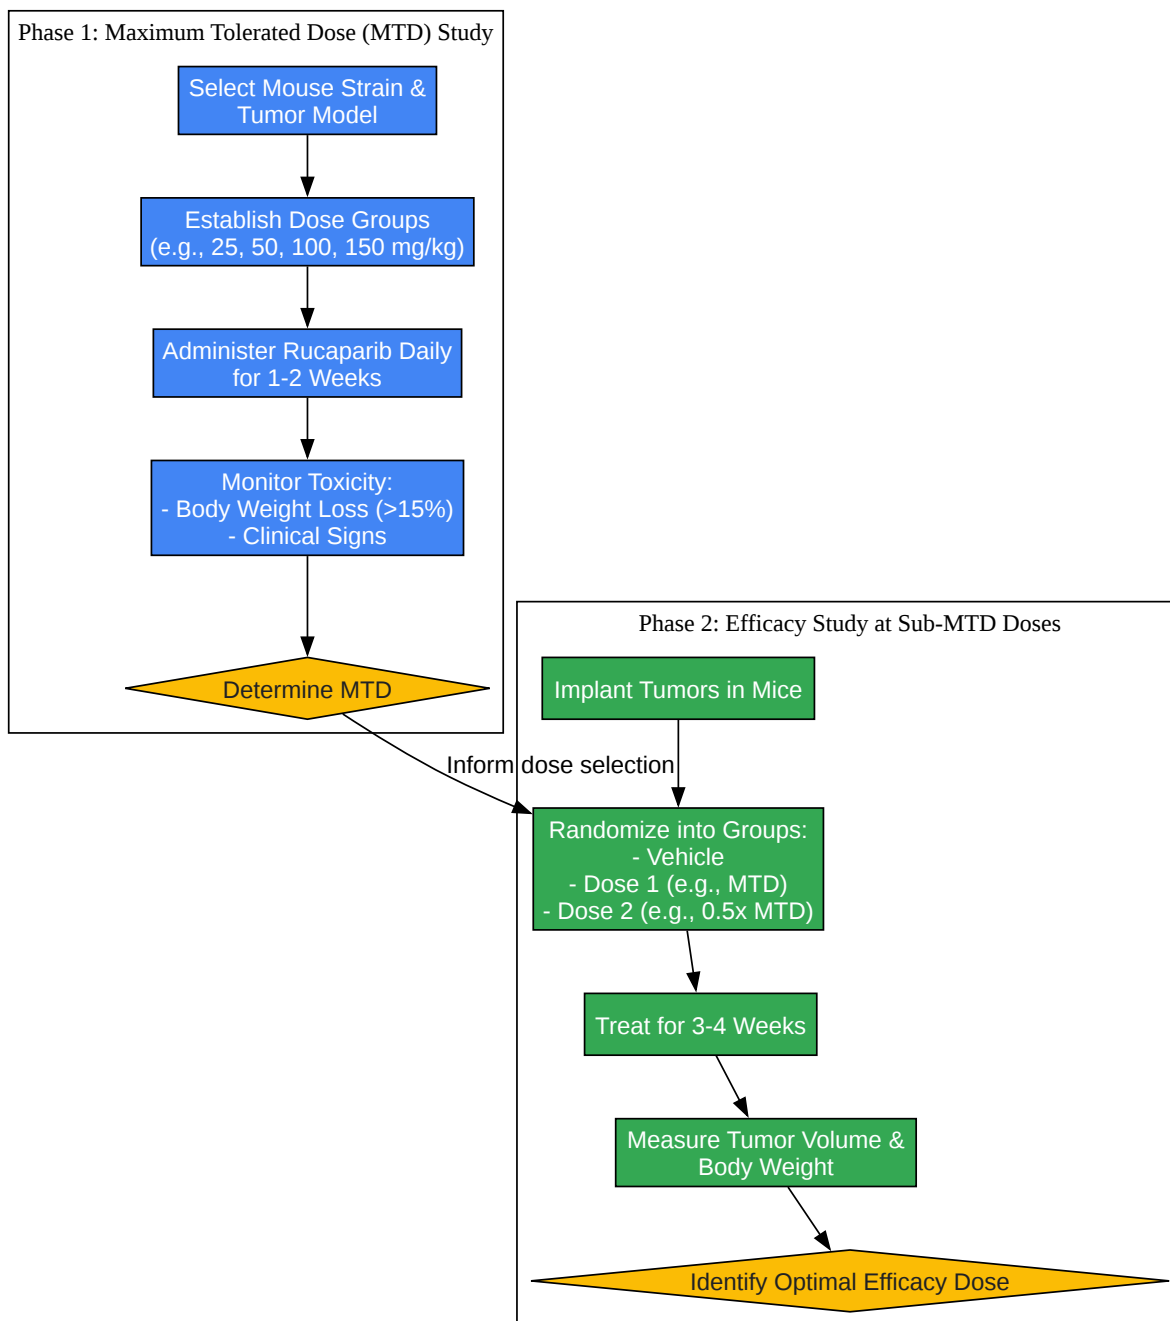 Phase 1: Maximum Tolerated Dose (MTD) Study
Select Mouse Strain &
Tumor Model
Establish Dose Groups
(e.g., 25, 50, 100, 150 mg/kg)
Administer Rucaparib Daily
for 1-2 Weeks
Monitor Toxicity:
- Body Weight Loss (>15%)
- Clinical Signs
Determine MTD
Inform dose selection
Phase 2: Efficacy Study at Sub-MTD Doses
Implant Tumors in Mice
Randomize into Groups:
- Vehicle
- Dose 1 (e.g., MTD)
- Dose 2 (e.g., 0.5x MTD)
Treat for 3-4 Weeks
Measure Tumor Volume &
Body Weight
Identify Optimal Efficacy Dose